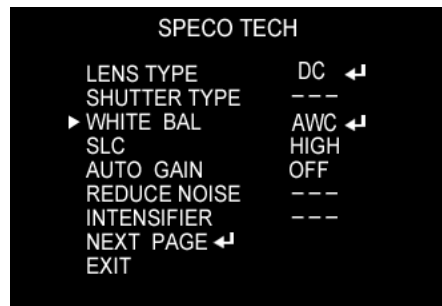 SPECO TECH
LENS TYPE DC ↵
SHUTTER TYPE ---
▶ WHITE BAL AWC ↵
SLC HIGH
AUTO GAIN OFF
REDUCE NOISE ---
INTENSIFIER ---
NEXT PAGE ↵
EXIT